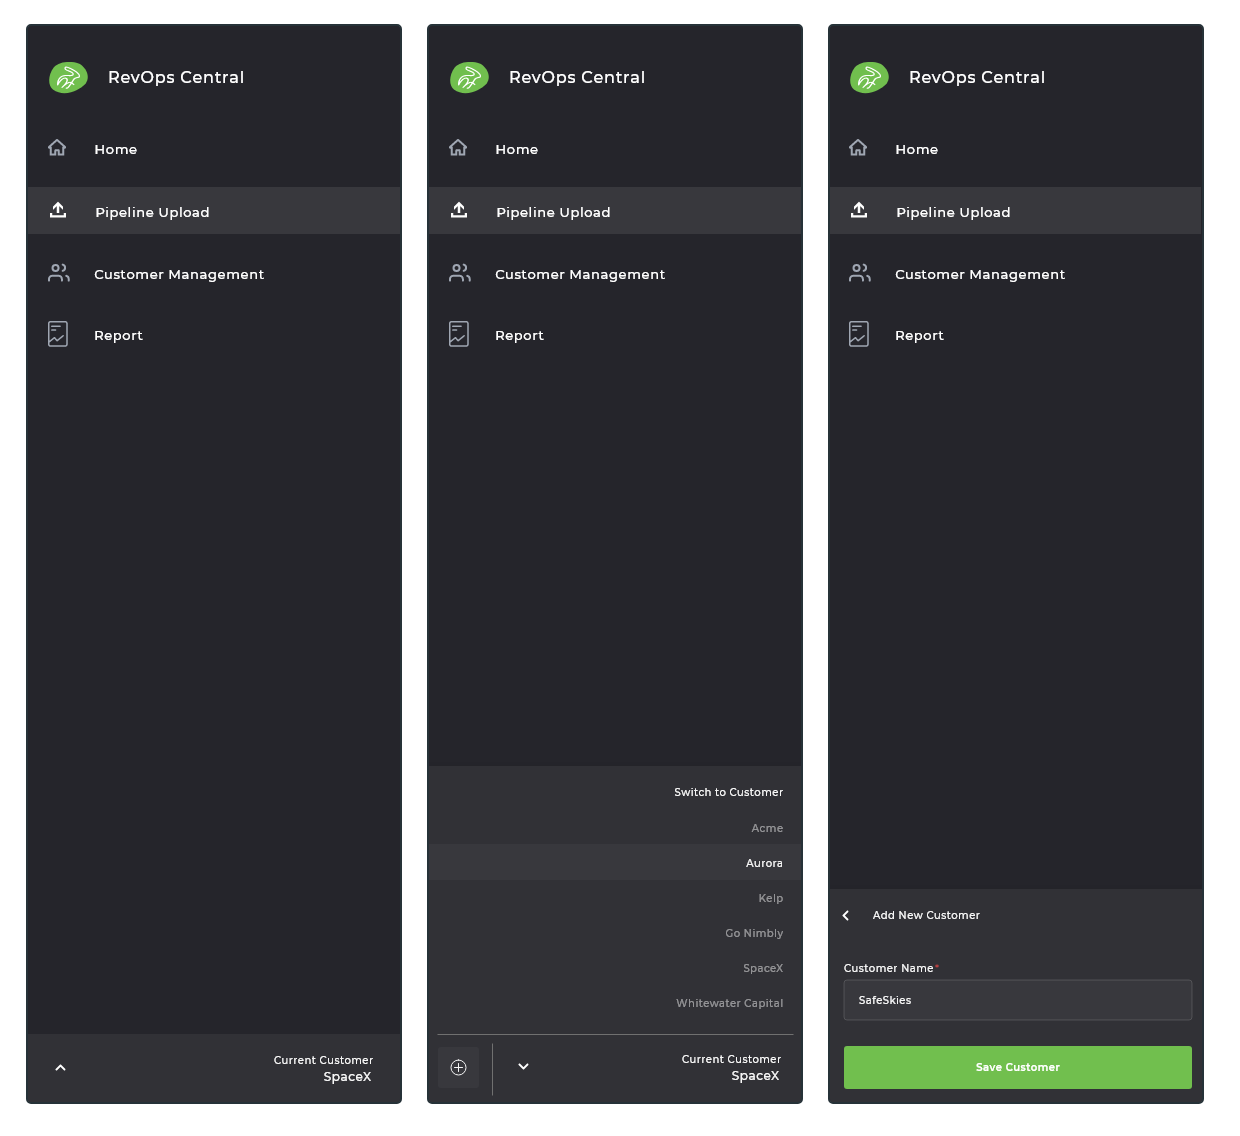 RevOps Central
Home
Pipeline Upload
Customer Management
Report
Current Customer
SpaceX
RevOps Central
Home
Pipeline Upload
Customer Management
Report
Switch to Customer
Acme
Aurora
Kelp
Go Nimbly
SpaceX
Whitewater Capital
Current Customer
SpaceX
RevOps Central
Home
Pipeline Upload
Customer Management
Report
Add New Customer
Customer Name*
SafeSkies
Save Customer